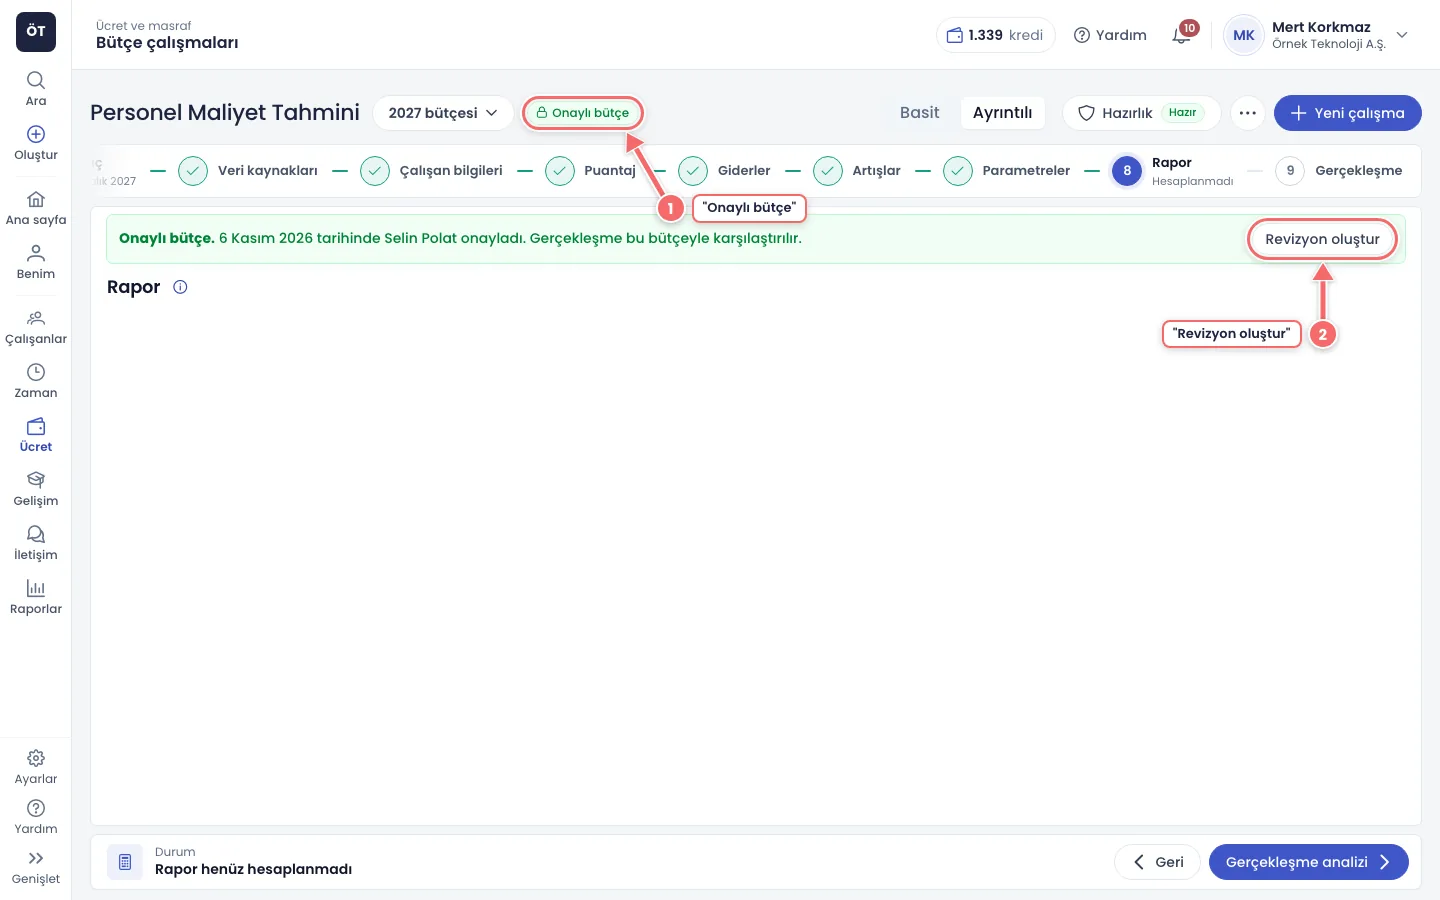 ÖT
Ara
Oluştur
Ana sayfa
Benim
Çalışanlar
Zaman
Ücret
Gelişim
İletişim
Raporlar
Ayarlar
Yardım
Genişlet
Ücret ve masraf
Bütçe çalışmaları
1.339 kredi
Yardım
10
MK
Mert Korkmaz
Örnek Teknoloji A.Ş.
Personel Maliyet Tahmini
2027 bütçesi
Onaylı bütçe
Basit
Ayrıntılı
Hazırlık Hazır
Yeni çalışma
2027
Veri kaynakları
Çalışan bilgileri
Puantaj
Giderler
Artışlar
Parametreler
8
Rapor
Hesaplanmadı
9
Gerçekleşme
1
"Onaylı bütçe"
Onaylı bütçe. 6 Kasım 2026 tarihinde Selin Polat onayladı. Gerçekleşme bu bütçeyle karşılaştırılır.
Revizyon oluştur
Rapor
"Revizyon oluştur"
2
Durum
Rapor henüz hesaplanmadı
Geri
Gerçekleşme analizi